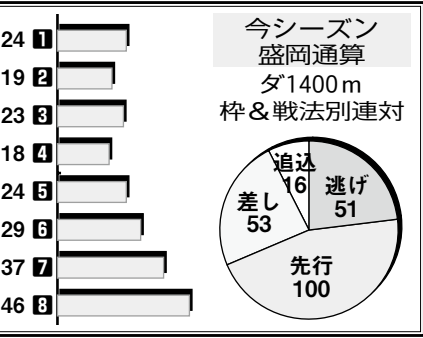 今シーズン
盛岡通算
ダ1400m
枠&戦法別連対
24 1
19 2
23 3
18 4
24 5
29 6
37 7
46 8
追込
16
逃げ
51
差し
53
先行
100